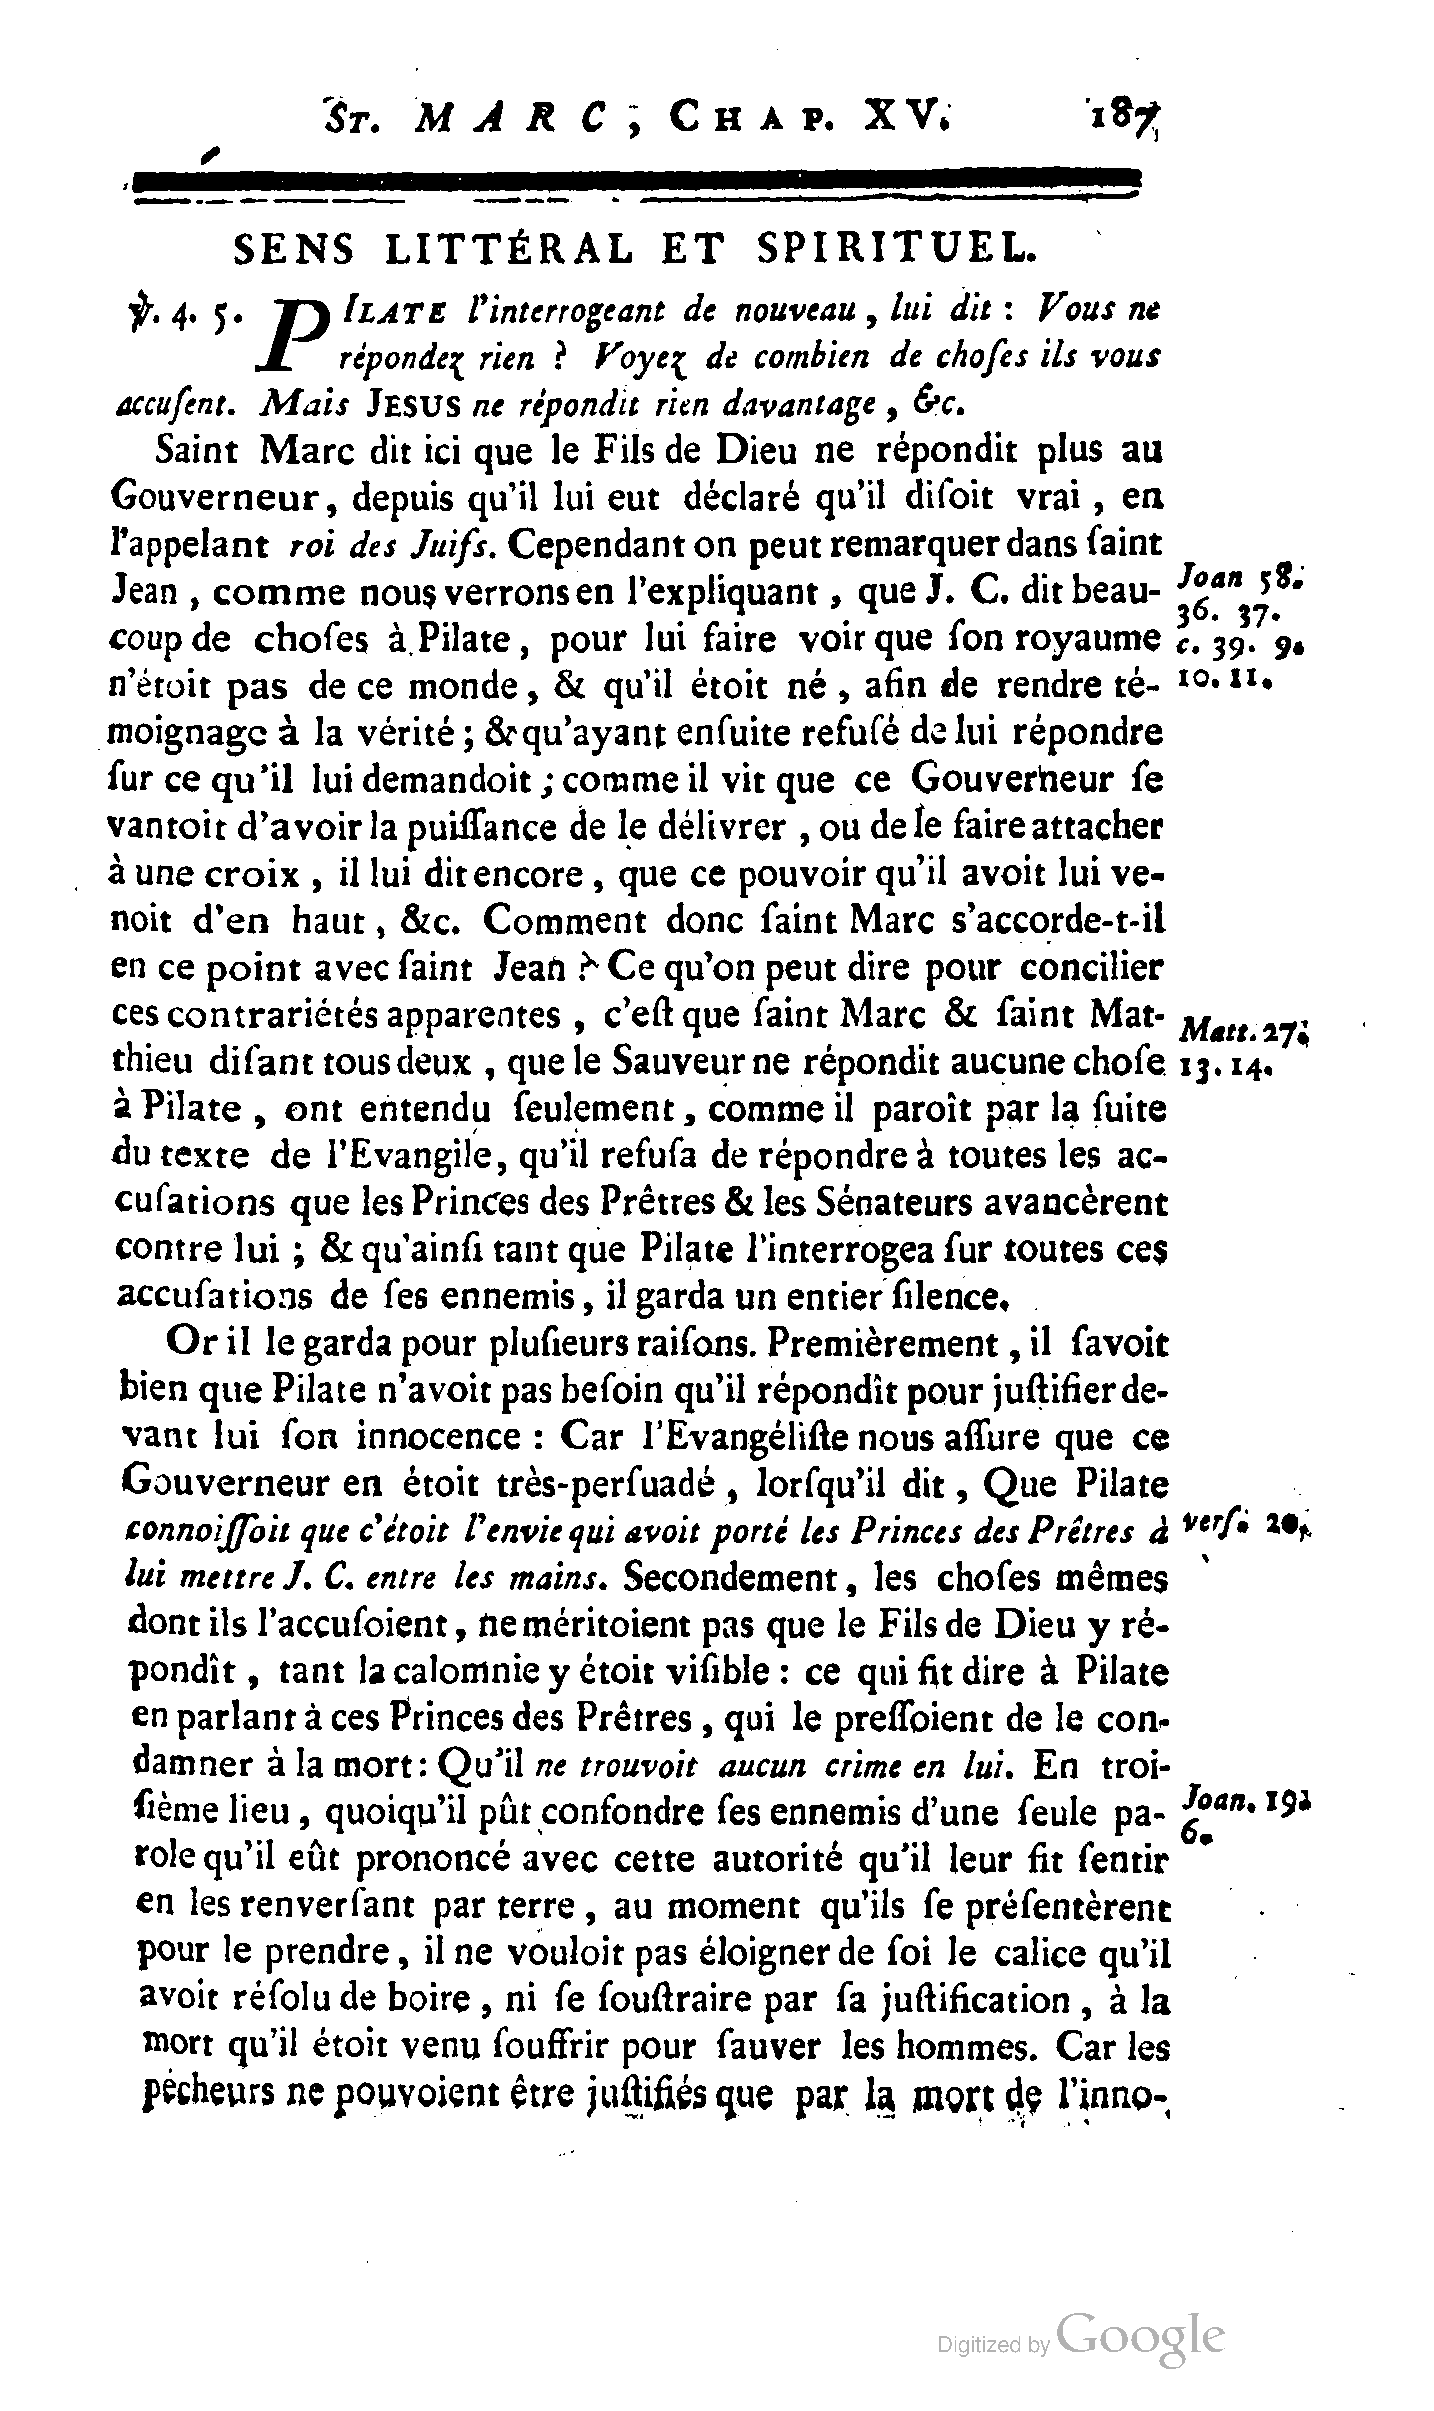 ST. MARC, CHAP. XV. 187
SENS LITTÉRAL ET SPIRITUEL.
℣. 4. 5. PILATE l'interrogeant de nouveau, lui dit : Vous ne
répondez rien ? Voyez de combien de choſes ils vous
accuſent. Mais JESUS ne répondit rien davantage, &c.
Saint Marc dit ici que le Fils de Dieu ne répondit plus au
Gouverneur, depuis qu'il lui eut déclaré qu'il diſoit vrai, en
l'appelant roi des Juifs. Cependant on peut remarquer dans ſaint
Jean, comme nous verrons en l'expliquant, que J. C. dit beau-
coup de choſes à Pilate, pour lui faire voir que ſon royaume
n'étoit pas de ce monde, & qu'il étoit né, afin de rendre té-
moignage à la vérité; & qu'ayant enſuite refuſé de lui répondre
ſur ce qu'il lui demandoit; comme il vit que ce Gouverneur ſe
vantoit d'avoir la puiſſance de le délivrer, ou de le faire attacher
à une croix, il lui dit encore, que ce pouvoir qu'il avoit lui ve-
noit d'en haut, &c. Comment donc ſaint Marc s'accorde-t-il
en ce point avec ſaint Jean ? Ce qu'on peut dire pour concilier
ces contrariétés apparentes, c'eſt que ſaint Marc & ſaint Mat-
thieu diſant tous deux, que le Sauveur ne répondit aucune choſe
à Pilate, ont entendu ſeulement, comme il paroît par la ſuite
du texte de l'Evangile, qu'il refuſa de répondre à toutes les ac-
cuſations que les Princes des Prêtres & les Sénateurs avancèrent
contre lui ; & qu'ainſi tant que Pilate l'interrogea ſur toutes ces
accuſations de ſes ennemis, il garda un entier ſilence.
Or il le garda pour pluſieurs raiſons. Premièrement, il ſavoit
bien que Pilate n'avoit pas beſoin qu'il répondît pour juſtifier de-
vant lui ſon innocence : Car l'Evangéliſte nous aſſure que ce
Gouverneur en étoit très-perſuadé, lorſqu'il dit, Que Pilate
connoiſſoit que c'étoit l'envie qui avoit porté les Princes des Prêtres à
lui mettre J. C. entre les mains. Secondement, les choſes mêmes
dont ils l'accuſoient, ne méritoient pas que le Fils de Dieu y ré-
pondît, tant la calomnie y étoit viſible : ce qui fit dire à Pilate
en parlant à ces Princes des Prêtres, qui le preſſoient de le con-
damner à la mort: Qu'il ne trouvoit aucun crime en lui. En troi-
ſième lieu, quoiqu'il pût confondre ſes ennemis d'une ſeule pa-
role qu'il eût prononcé avec cette autorité qu'il leur fit ſentir
en les renverſant par terre, au moment qu'ils ſe préſentèrent
pour le prendre, il ne vouloit pas éloigner de ſoi le calice qu'il
avoit réſolu de boire, ni ſe ſouſtraire par ſa juſtification, à la
mort qu'il étoit venu ſouffrir pour ſauver les hommes. Car les
pécheurs ne pouvoient être juſtifiés que par la mort de l'inno-
Joan 58.
36. 37.
c. 39. 9.
10. 11.
Matt. 27.
13. 14.
verſ. 20.
Joan. 19.
6.
Digitized by Google